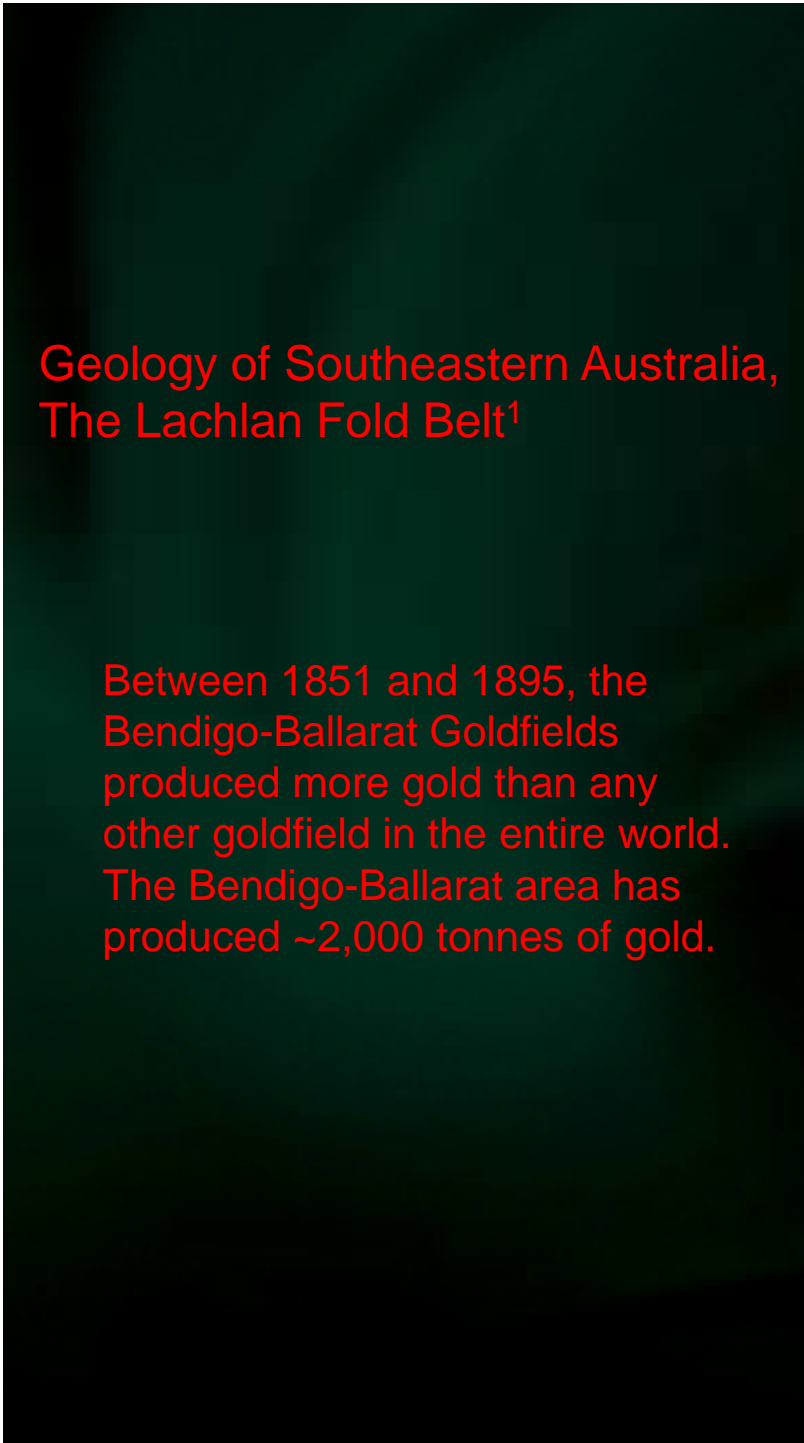 Geology of Southeastern Australia,
The Lachlan Fold Belt¹
Between 1851 and 1895, the
Bendigo-Ballarat Goldfields
produced more gold than any
other goldfield in the entire world.
The Bendigo-Ballarat area has
produced ~2,000 tonnes of gold.